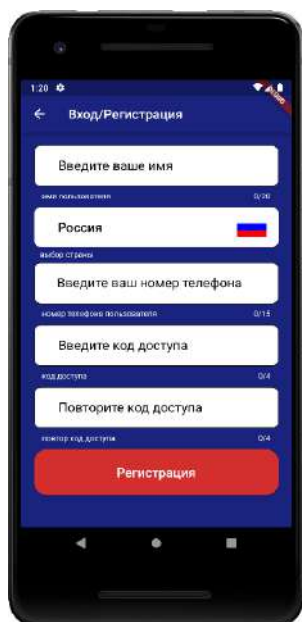 1:20
DEBUG
Вход/Регистрация
Введите ваше имя
имя пользователя 0/20
Россия
выбор страны
Введите ваш номер телефона
номер телефона пользователя 0/15
Введите код доступа
код доступа 0/4
Повторите код доступа
повтор код доступа 0/4
Регистрация